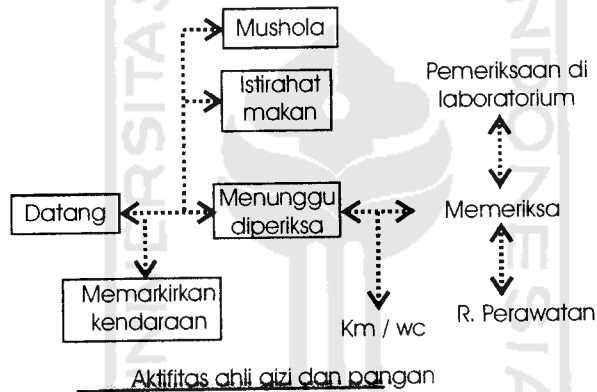 Mushola
Istirahat
makan
Pemeriksaan di
laboratorium
Datang
Menunggu
diperiksa
Memeriksa
Memarkirkan
kendaraan
Km / wc
R. Perawatan
Aktifitas ahli gizi dan pangan